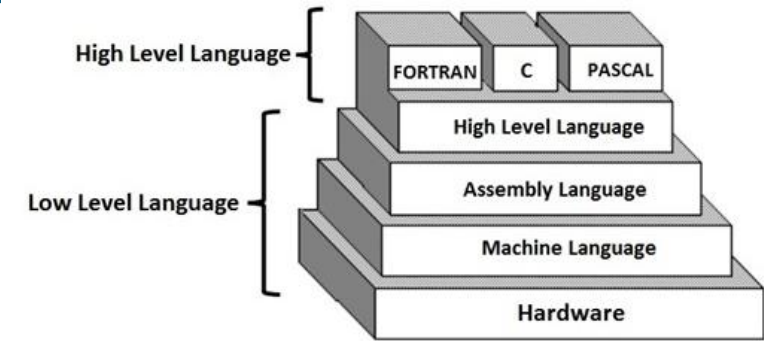 High Level Language
FORTRAN C PASCAL
High Level Language
Assembly Language
Low Level Language
Machine Language
Hardware